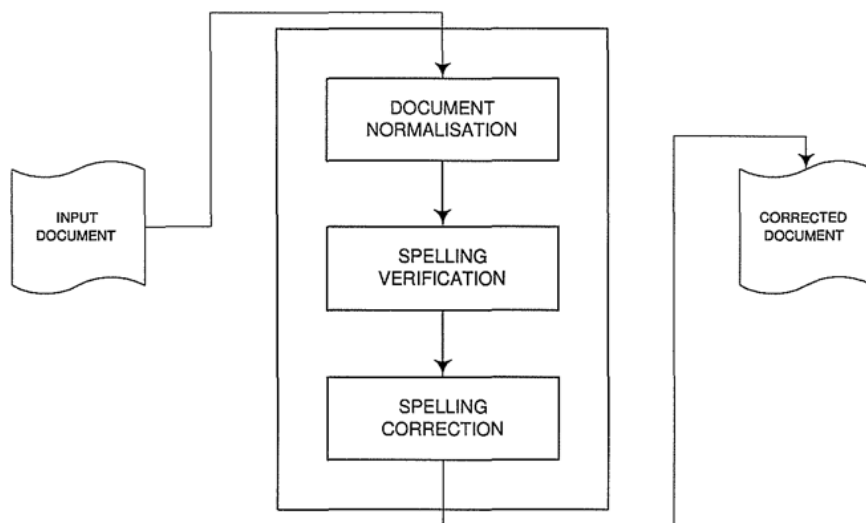 DOCUMENT
NORMALISATION
INPUT
DOCUMENT
SPELLING
VERIFICATION
SPELLING
CORRECTION
CORRECTED
DOCUMENT